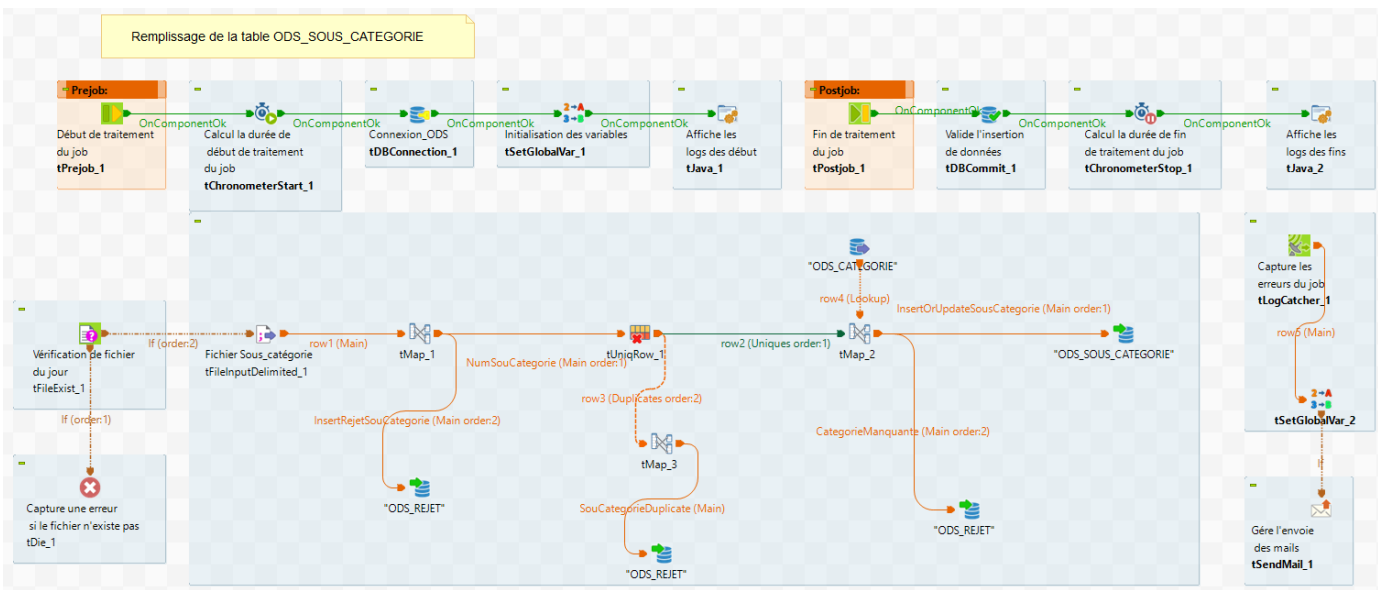 Remplissage de la table ODS_SOUS_CATEGORIE
Prejob:
Début de traitement
du job
tPrejob_1
OnComponentOk
Calcul la durée de
début de traitement
du job
tChronometerStart_1
OnComponentOk
Connexion_ODS
tDBConnection_1
OnComponentOk
Initialisation des variables
tSetGlobalVar_1
OnComponentOk
Affiche les
logs des début
tJava_1
Postjob:
Fin de traitement
du job
tPostjob_1
OnComponentOk
Valide l'insertion
de données
tDBCommit_1
OnComponentOk
Calcul la durée de fin
de traitement du job
tChronometerStop_1
OnComponentOk
Affiche les
logs des fins
tJava_2
Vérification de fichier
du jour
tFileExist_1
If (order:2)
If (order:1)
Capture une erreur
si le fichier n'existe pas
tDie_1
Fichier Sous_catégorie
tFileInputDelimited_1
row1 (Main)
tMap_1
NumSouCategorie (Main order:1)
InsertRejetSouCategorie (Main order:2)
"ODS_REJET"
tUniqRow_1
row2 (Uniques order:1)
row3 (Duplicates order:2)
tMap_3
SouCategorieDuplicate (Main)
"ODS_REJET"
"ODS_CATEGORIE"
row4 (Lookup)
tMap_2
InsertOrUpdateSousCategorie (Main order:1)
"ODS_SOUS_CATEGORIE"
CategorieManquante (Main order:2)
"ODS_REJET"
Capture les
erreurs du job
tLogCatcher_1
row5 (Main)
tSetGlobalVar_2
If
Gére l'envoie
des mails
tSendMail_1